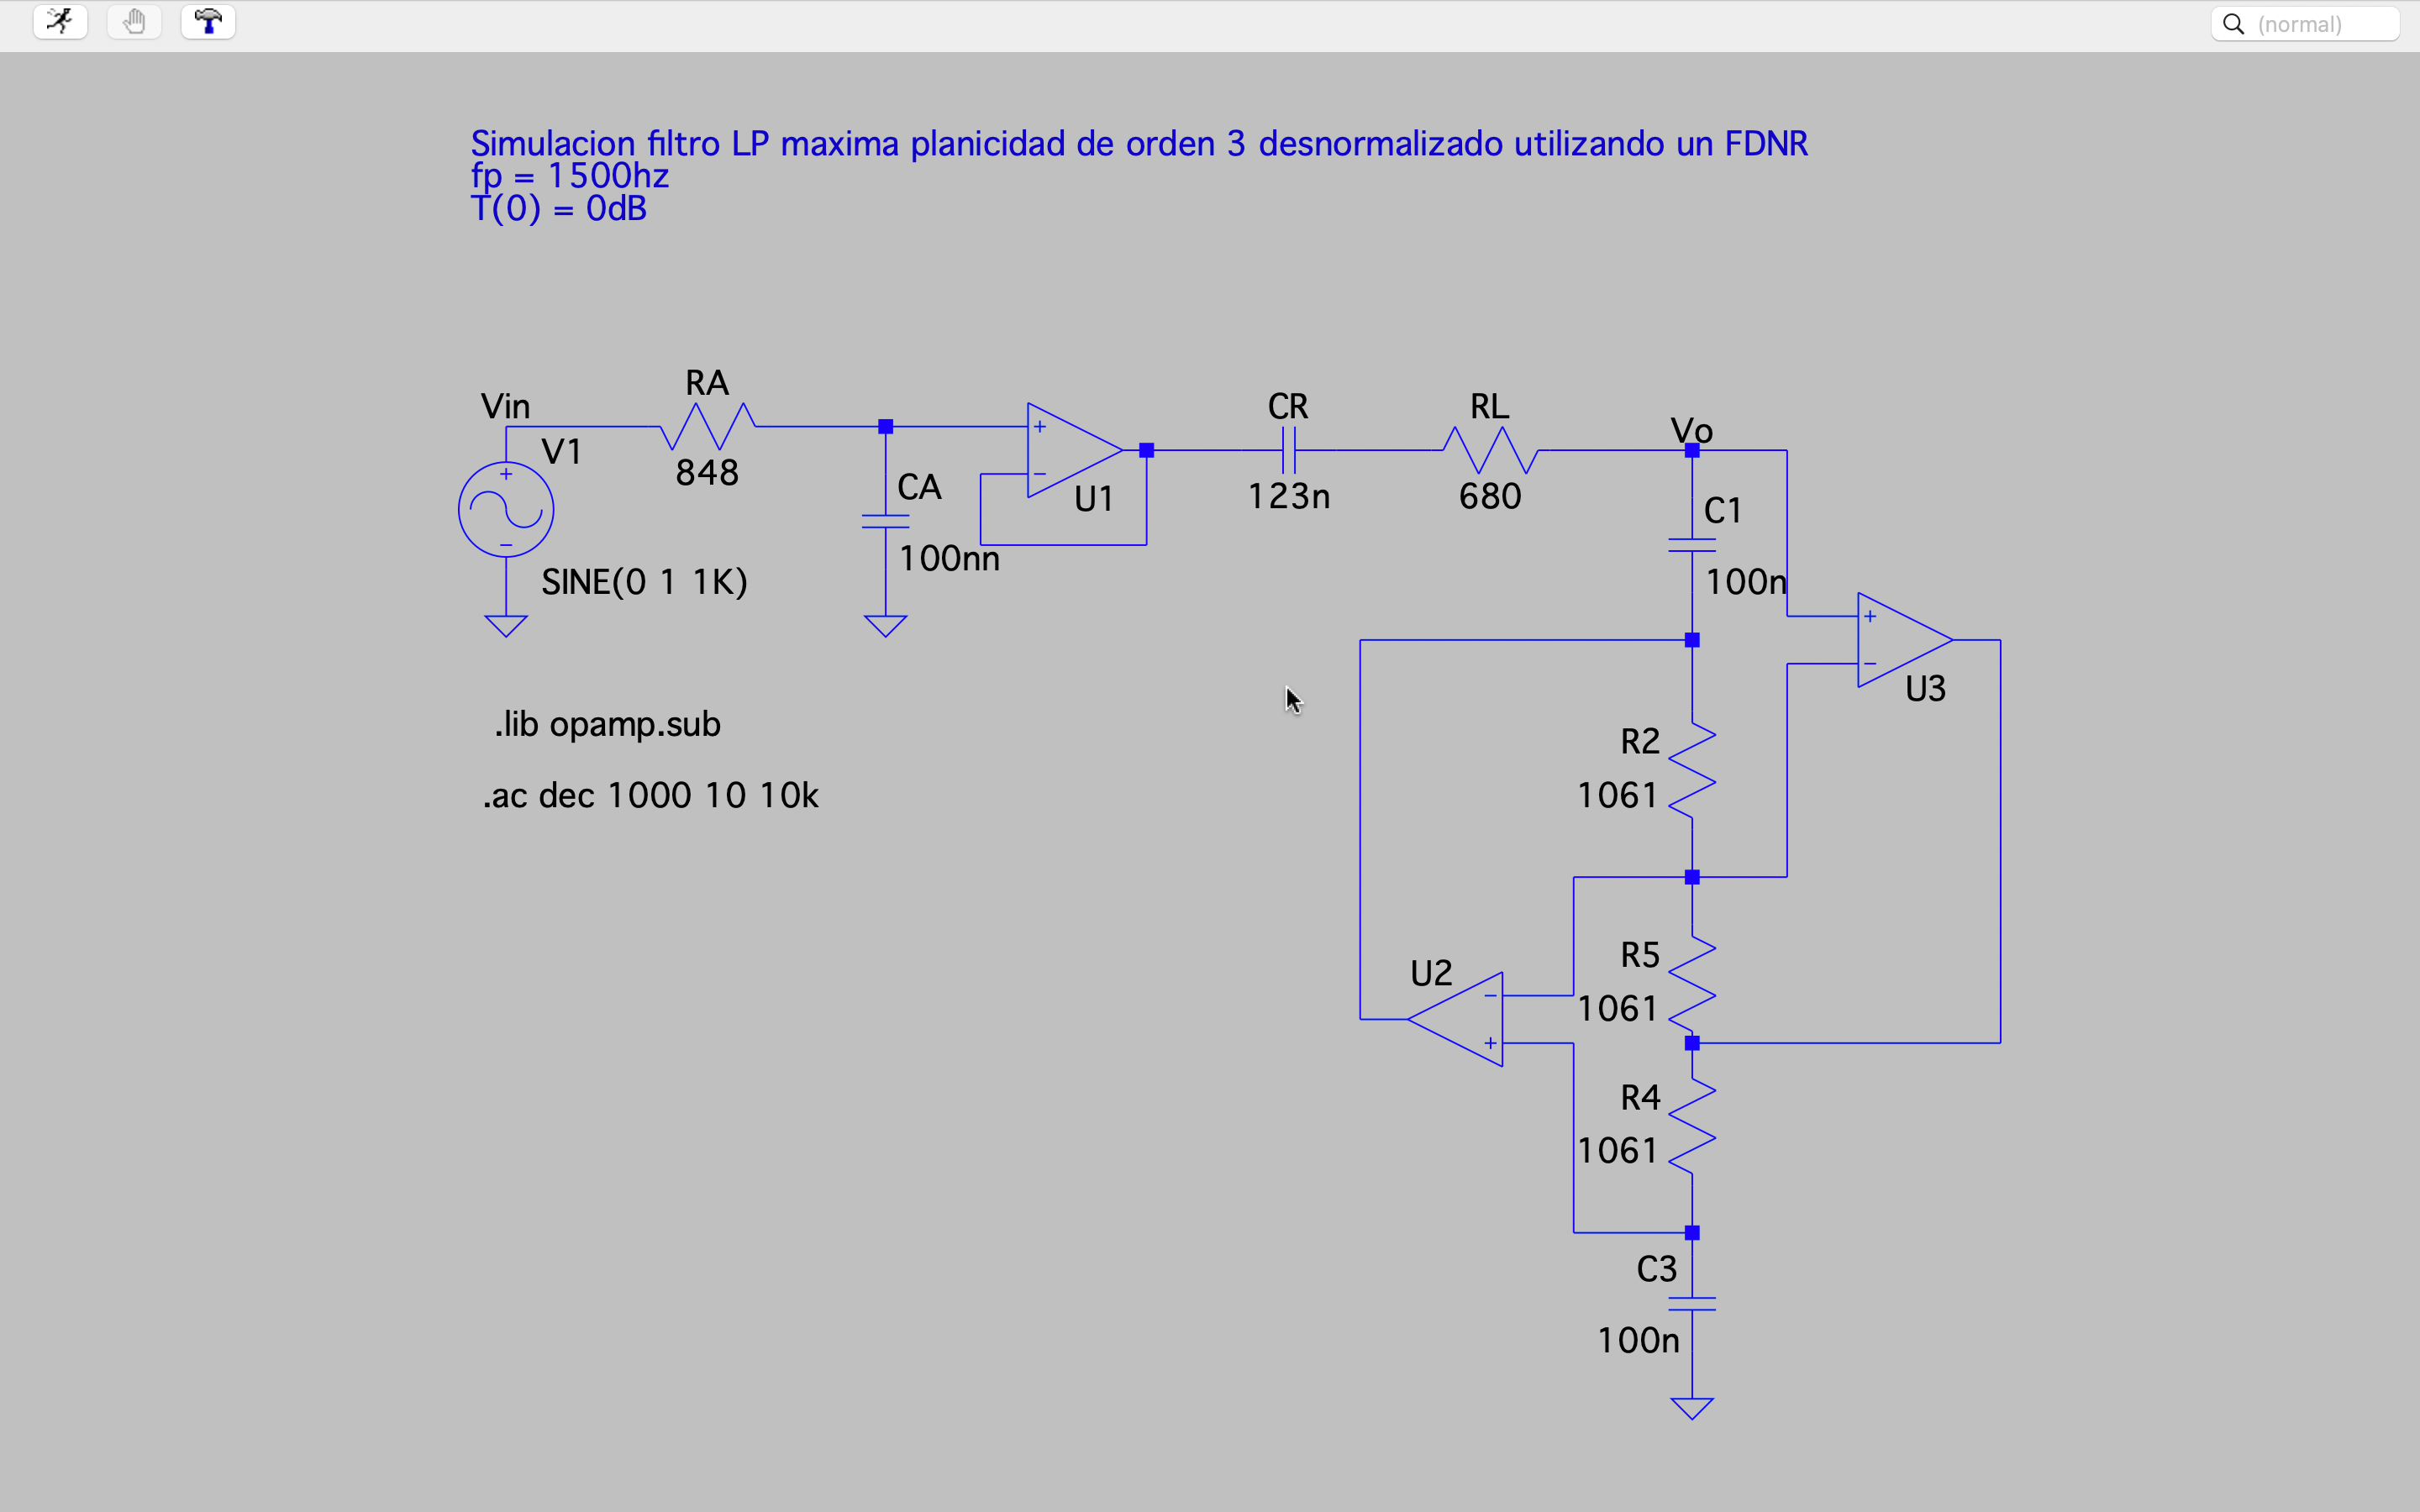 (normal)
Simulacion filtro LP maxima planicidad de orden 3 desnormalizado utilizando un FDNR
fp = 1500hz
T(0) = 0dB
RA
Vin
V1
848
CA
100nn
SINE(0 1 1K)
+
−
U1
CR
123n
RL
680
Vo
C1
100n
+
−
U3
.lib opamp.sub
.ac dec 1000 10 10k
R2
1061
U2
−
+
R5
1061
R4
1061
C3
100n